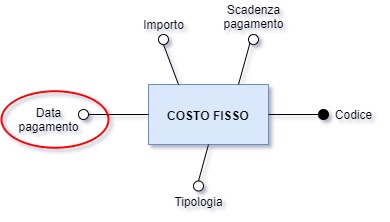 Importo
Scadenza
pagamento
Data
pagamento
COSTO FISSO
Codice
Tipologia